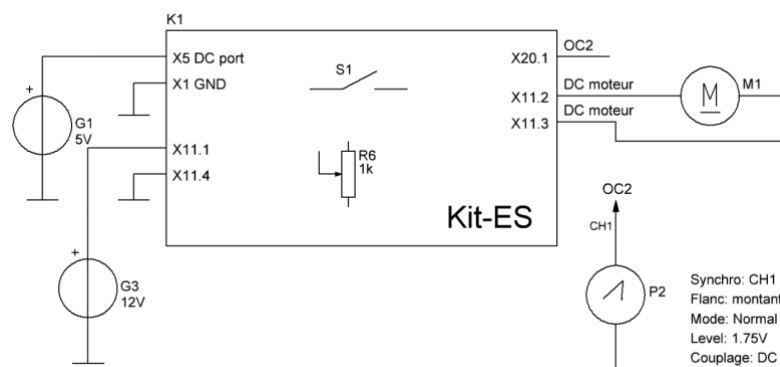 K1
X5 DC port
X1 GND
X11.1
X11.4
S1
R6
1k
Kit-ES
X20.1
X11.2
X11.3
OC2
DC moteur
DC moteur
M
M1
+
G1
5V
+
G3
12V
OC2
CH1
P2
Synchro: CH1
Flanc: montant
Mode: Normal
Level: 1.75V
Couplage: DC